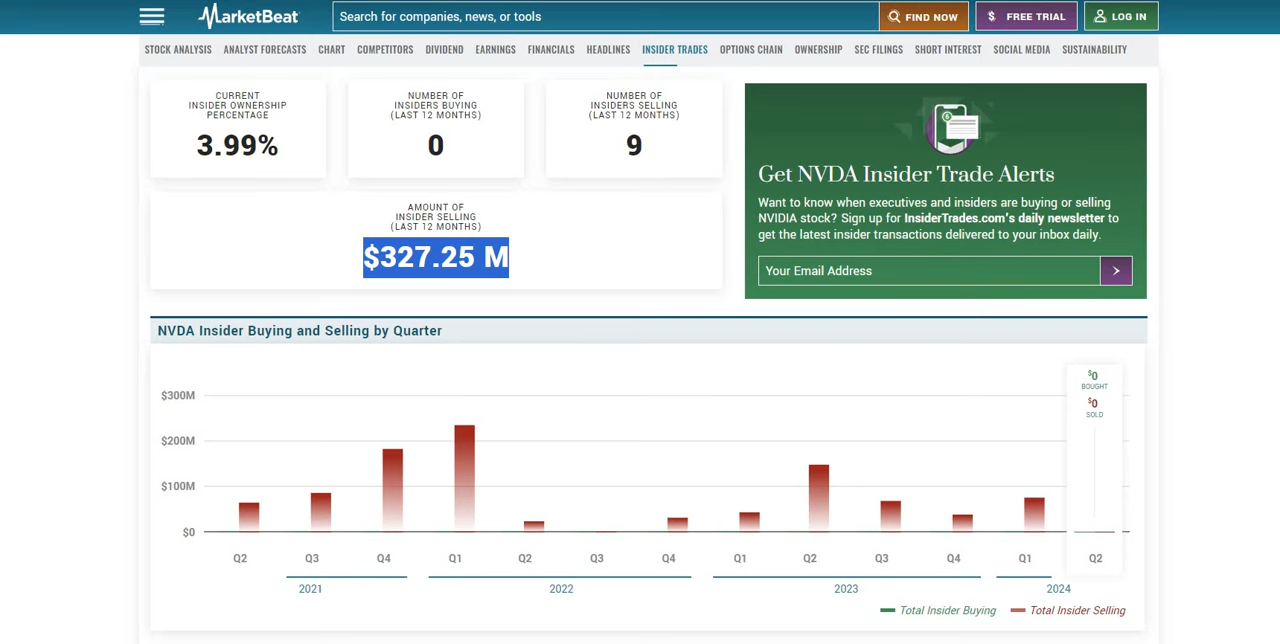 MarketBeat
Search for companies, news, or tools
FIND NOW
$ FREE TRIAL
LOG IN
STOCK ANALYSIS ANALYST FORECASTS CHART COMPETITORS DIVIDEND EARNINGS FINANCIALS HEADLINES INSIDER TRADES OPTIONS CHAIN OWNERSHIP SEC FILINGS SHORT INTEREST SOCIAL MEDIA SUSTAINABILITY
CURRENT
INSIDER OWNERSHIP
PERCENTAGE
3.99%
NUMBER OF
INSIDERS BUYING
(LAST 12 MONTHS)
0
NUMBER OF
INSIDERS SELLING
(LAST 12 MONTHS)
9
AMOUNT OF
INSIDER SELLING
(LAST 12 MONTHS)
$327.25 M
Get NVDA Insider Trade Alerts
Want to know when executives and insiders are buying or selling
NVIDIA stock? Sign up for InsiderTrades.com's daily newsletter to
get the latest insider transactions delivered to your inbox daily.
Your Email Address
NVDA Insider Buying and Selling by Quarter
$300M
$200M
$100M
$0
$0
BOUGHT
$0
SOLD
Q2 Q3 Q4 Q1 Q2 Q3 Q4 Q1 Q2 Q3 Q4 Q1 Q2
2021 2022 2023 2024
Total Insider Buying Total Insider Selling